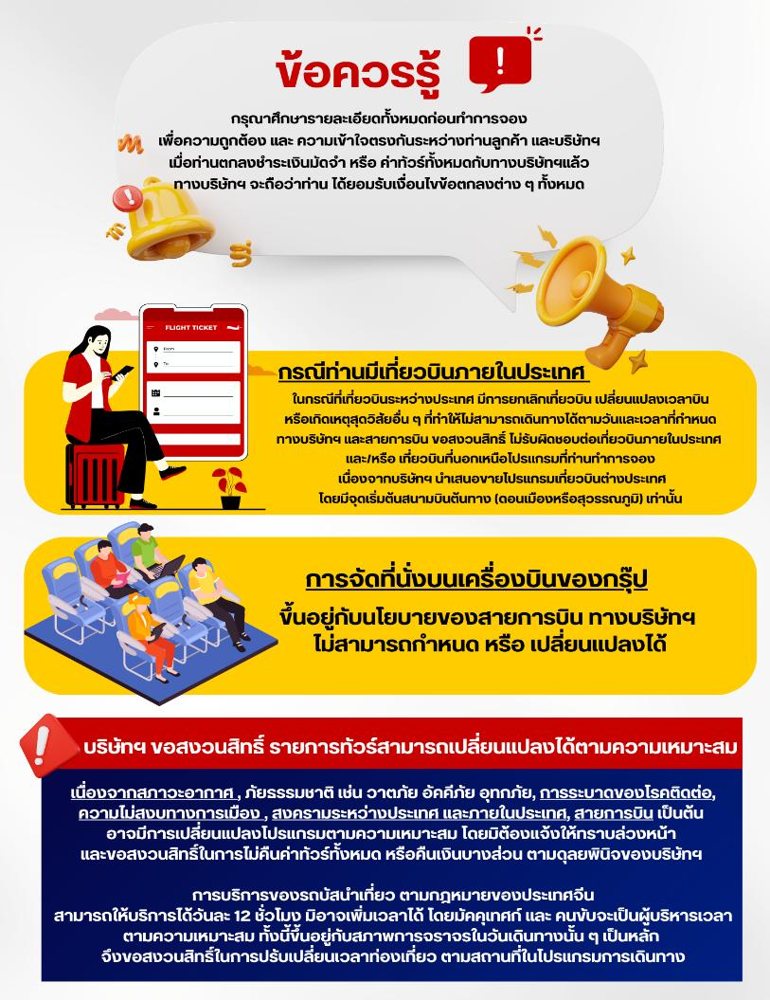 ข้อควรรู้
กรุณาศึกษารายละเอียดทั้งหมดก่อนทำการจอง
เพื่อความถูกต้อง และ ความเข้าใจตรงกันระหว่างท่านลูกค้า และบริษัทฯ
เมื่อท่านตกลงชำระเงินมัดจำ หรือ ค่าทัวร์ทั้งหมดกับทางบริษัทฯแล้ว
ทางบริษัทฯ จะถือว่าท่าน ได้ยอมรับเงื่อนไขข้อตกลงต่าง ๆ ทั้งหมด
FLIGHT TICKET
From
To
กรณีท่านมีเที่ยวบินภายในประเทศ
ในกรณีที่เที่ยวบินระหว่างประเทศ มีการยกเลิกเที่ยวบิน เปลี่ยนแปลงเวลาบิน
หรือเกิดเหตุสุดวิสัยอื่น ๆ ที่ทำให้ไม่สามารถเดินทางได้ตามวันและเวลาที่กำหนด
ทางบริษัทฯ และสายการบิน ขอสงวนสิทธิ์ ไม่รับผิดชอบต่อเที่ยวบินภายในประเทศ
และ/หรือ เที่ยวบินที่นอกเหนือโปรแกรมที่ท่านทำการจอง
เนื่องจากบริษัทฯ นำเสนอขายโปรแกรมเที่ยวบินต่างประเทศ
โดยมีจุดเริ่มต้นสนามบินต้นทาง (ดอนเมืองหรือสุวรรณภูมิ) เท่านั้น
การจัดที่นั่งบนเครื่องบินของกรุ๊ป
ขึ้นอยู่กับนโยบายของสายการบิน ทางบริษัทฯ
ไม่สามารถกำหนด หรือ เปลี่ยนแปลงได้
บริษัทฯ ขอสงวนสิทธิ์ รายการทัวร์สามารถเปลี่ยนแปลงได้ตามความเหมาะสม
เนื่องจากสภาวะอากาศ , ภัยธรรมชาติ เช่น วาตภัย อัคคีภัย อุทกภัย, การระบาดของโรคติดต่อ,
ความไม่สงบทางการเมือง , สงครามระหว่างประเทศ และภายในประเทศ, สายการบิน เป็นต้น
อาจมีการเปลี่ยนแปลงโปรแกรมตามความเหมาะสม โดยมิต้องแจ้งให้ทราบล่วงหน้า
และขอสงวนสิทธิ์ในการไม่คืนค่าทัวร์ทั้งหมด หรือคืนเงินบางส่วน ตามดุลยพินิจของบริษัทฯ
การบริการของรถบัสนำเที่ยว ตามกฎหมายของประเทศจีน
สามารถให้บริการได้วันละ 12 ชั่วโมง มิอาจเพิ่มเวลาได้ โดยมัคคุเทศก์ และ คนขับจะเป็นผู้บริหารเวลา
ตามความเหมาะสม ทั้งนี้ขึ้นอยู่กับสภาพการจราจรในวันเดินทางนั้น ๆ เป็นหลัก
จึงขอสงวนสิทธิ์ในการปรับเปลี่ยนเวลาท่องเที่ยว ตามสถานที่ในโปรแกรมการเดินทาง